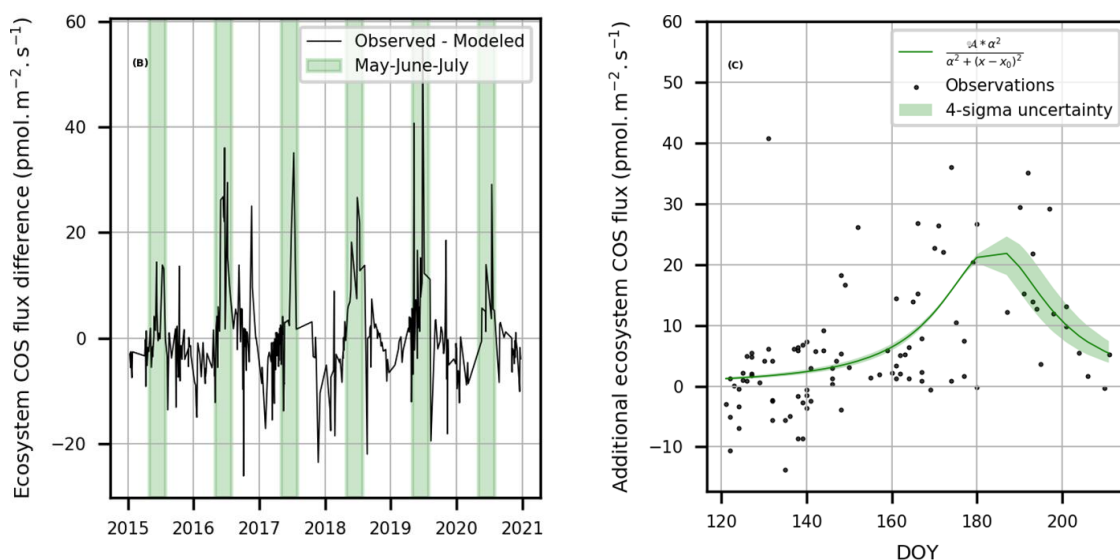 Ecosystem COS flux difference (pmol. m⁻². s⁻¹)
60
40
20
0
−20
(B)
Observed - Modeled
May-June-July
2015 2016 2017 2018 2019 2020 2021
Additional ecosystem COS flux (pmol. m⁻². s⁻¹)
60
50
40
30
20
10
0
−10
(C)
A * α²
α² + (x − x₀)²
Observations
4-sigma uncertainty
120 140 160 180 200
DOY